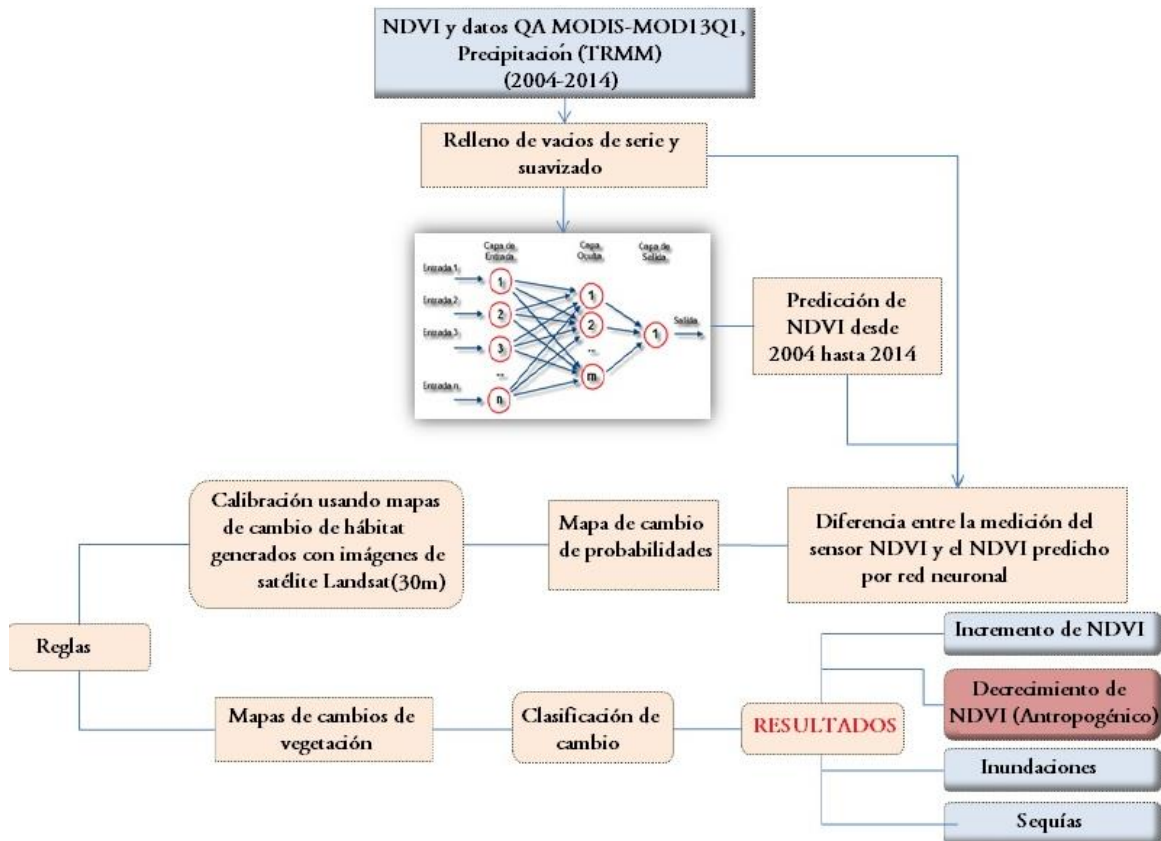 NDVI y datos QA MODIS-MOD13Q1,
Precipitación (TRMM)
(2004-2014)
Relleno de vacios de serie y
suavizado
Capa de
Entrada
Capa
Oculta
Capa de
Salida
Entrada 1
Entrada 2
Entrada 3
...
Entrada n
1
2
3
...
n
1
2
...
m
1
Salida
Predicción de
NDVI desde
2004 hasta 2014
Calibración usando mapas
de cambio de hábitat
generados con imágenes de
satélite Landsat(30m)
Mapa de cambio
de probabilidades
Diferencia entre la medición del
sensor NDVI y el NDVI predicho
por red neuronal
Reglas
Mapas de cambios de
vegetación
Clasificación de
cambio
RESULTADOS
Incremento de NDVI
Decrecimiento de
NDVI (Antropogénico)
Inundaciones
Sequías